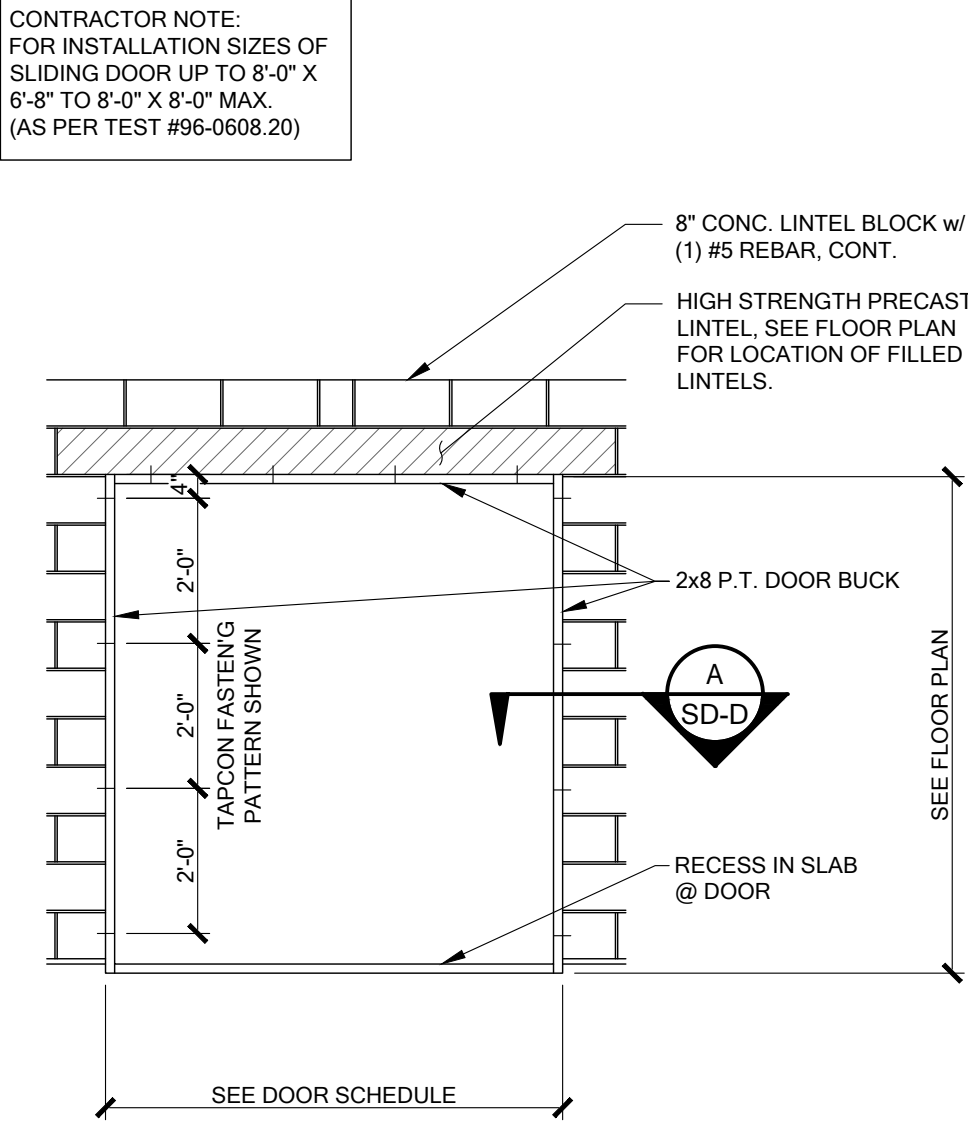 CONTRACTOR NOTE:
FOR INSTALLATION SIZES OF
SLIDING DOOR UP TO 8'-0" X
6'-8" TO 8'-0" X 8'-0" MAX.
(AS PER TEST #96-0608.20)
8" CONC. LINTEL BLOCK w/
(1) #5 REBAR, CONT.
HIGH STRENGTH PRECAST
LINTEL, SEE FLOOR PLAN
FOR LOCATION OF FILLED
LINTELS.
4"
2'-0"
2'-0"
2'-0"
TAPCON FASTEN'G
PATTERN SHOWN
2x8 P.T. DOOR BUCK
A
SD-D
SEE FLOOR PLAN
RECESS IN SLAB
@ DOOR
SEE DOOR SCHEDULE